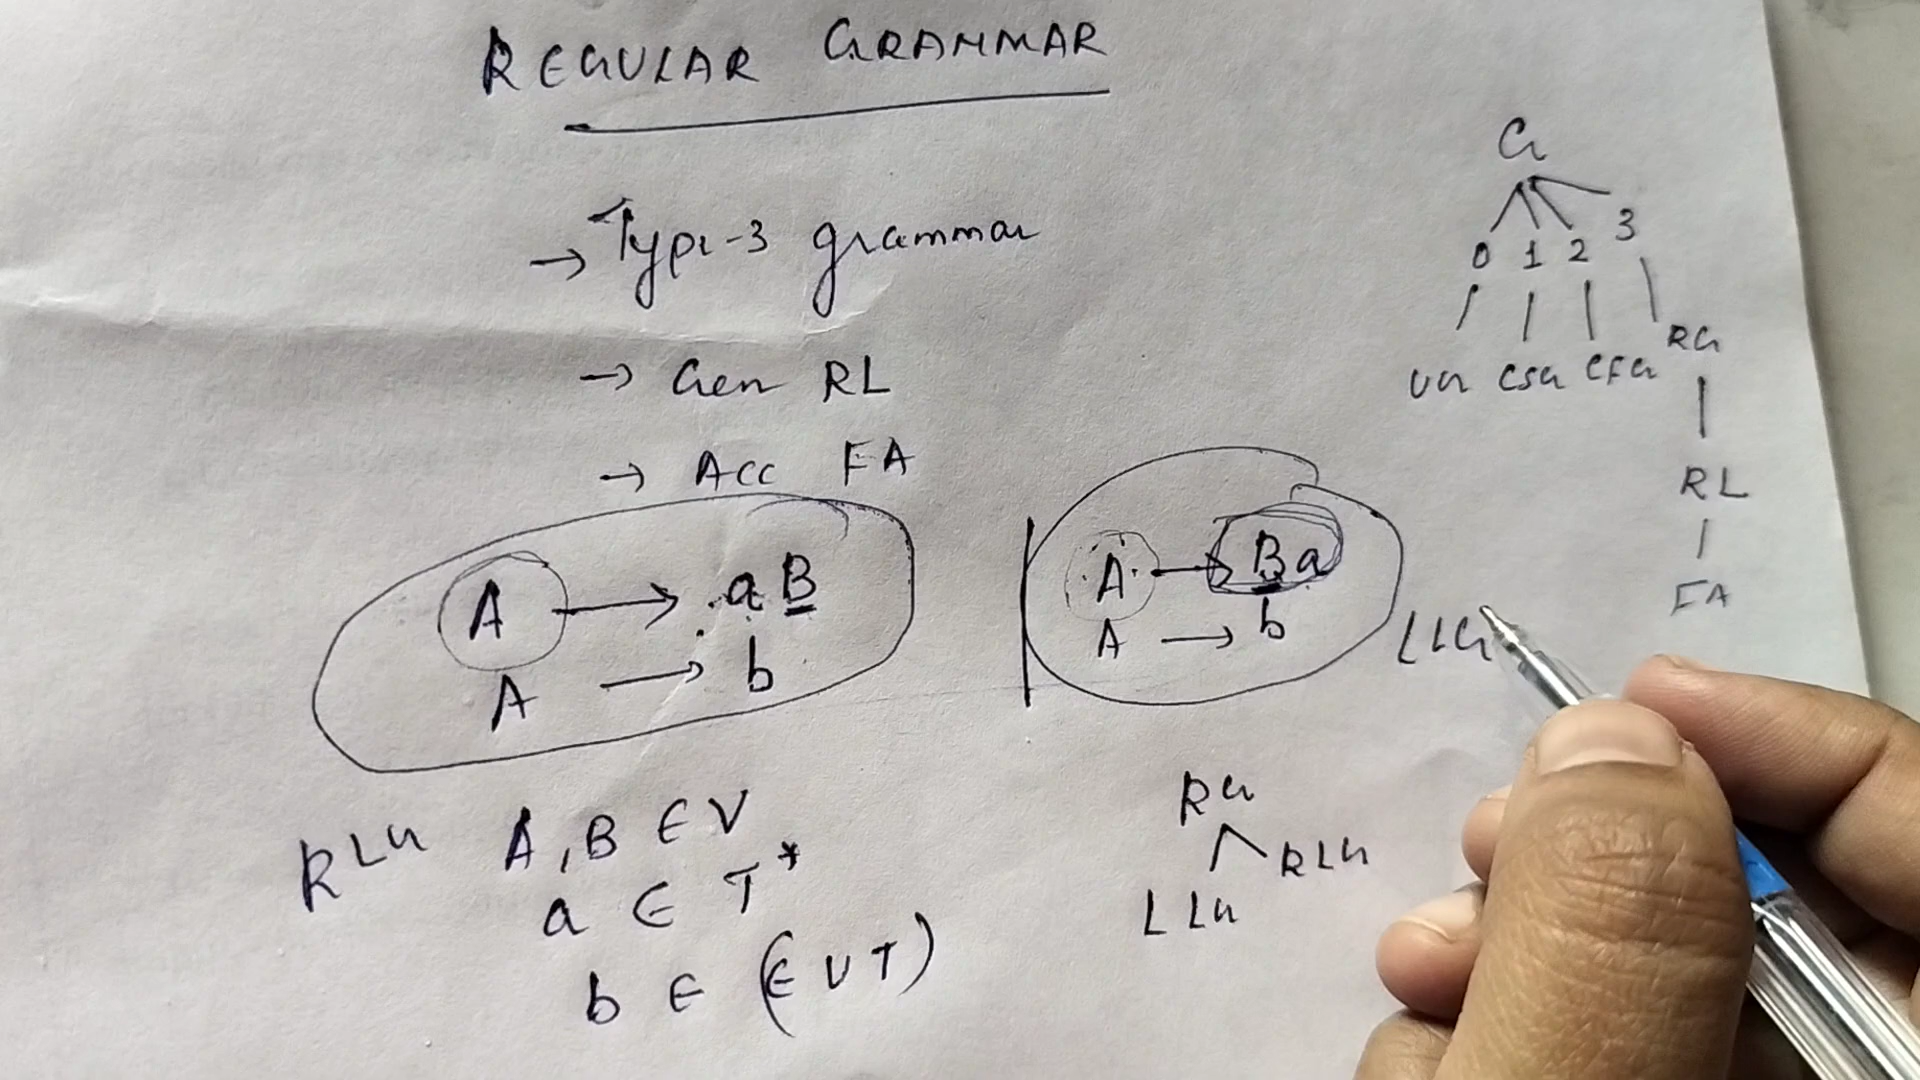 REGULAR GRAMMAR
→ Type-3 grammar
→ Gen RL
→ Acc FA
A → aB
A → b
RLG
A, B ∈ V
a ∈ T*
b ∈ (∈ ∪ T)
A → Ba
A → b
LLG
RG
LLG RLG
G
0 1 2 3
UG CSG CFG RG
RL
FA